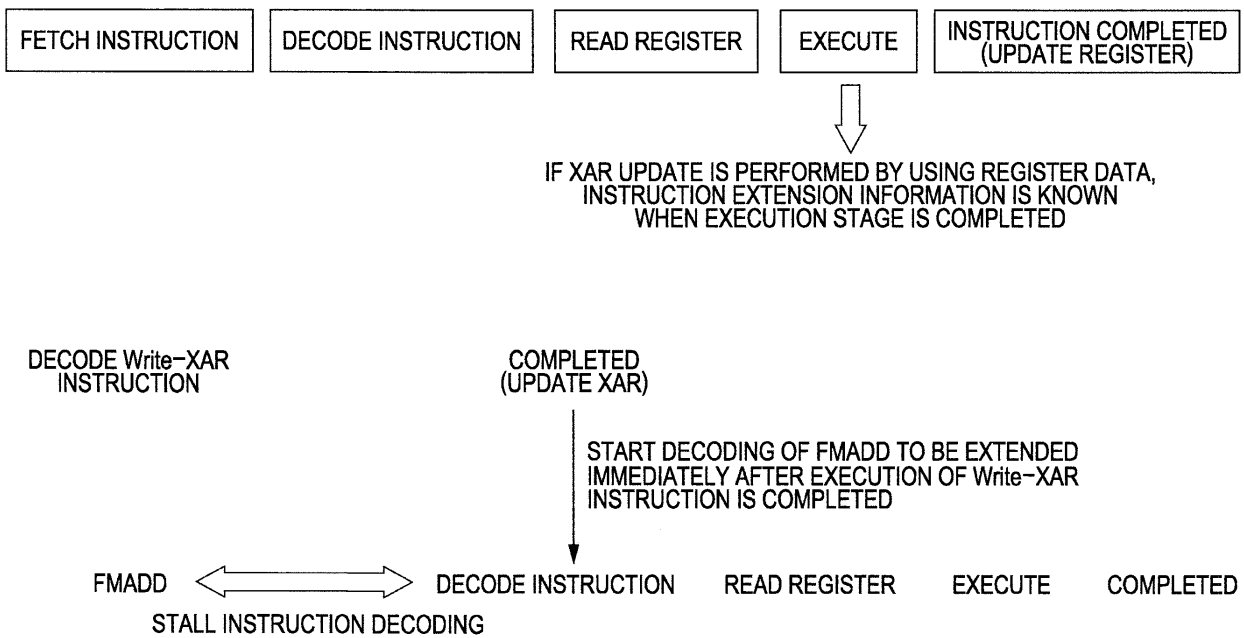 FETCH INSTRUCTION
DECODE INSTRUCTION
READ REGISTER
EXECUTE
INSTRUCTION COMPLETED
(UPDATE REGISTER)
IF XAR UPDATE IS PERFORMED BY USING REGISTER DATA,
INSTRUCTION EXTENSION INFORMATION IS KNOWN
WHEN EXECUTION STAGE IS COMPLETED
DECODE Write-XAR
INSTRUCTION
COMPLETED
(UPDATE XAR)
START DECODING OF FMADD TO BE EXTENDED
IMMEDIATELY AFTER EXECUTION OF Write-XAR
INSTRUCTION IS COMPLETED
FMADD
DECODE INSTRUCTION
READ REGISTER
EXECUTE
COMPLETED
STALL INSTRUCTION DECODING